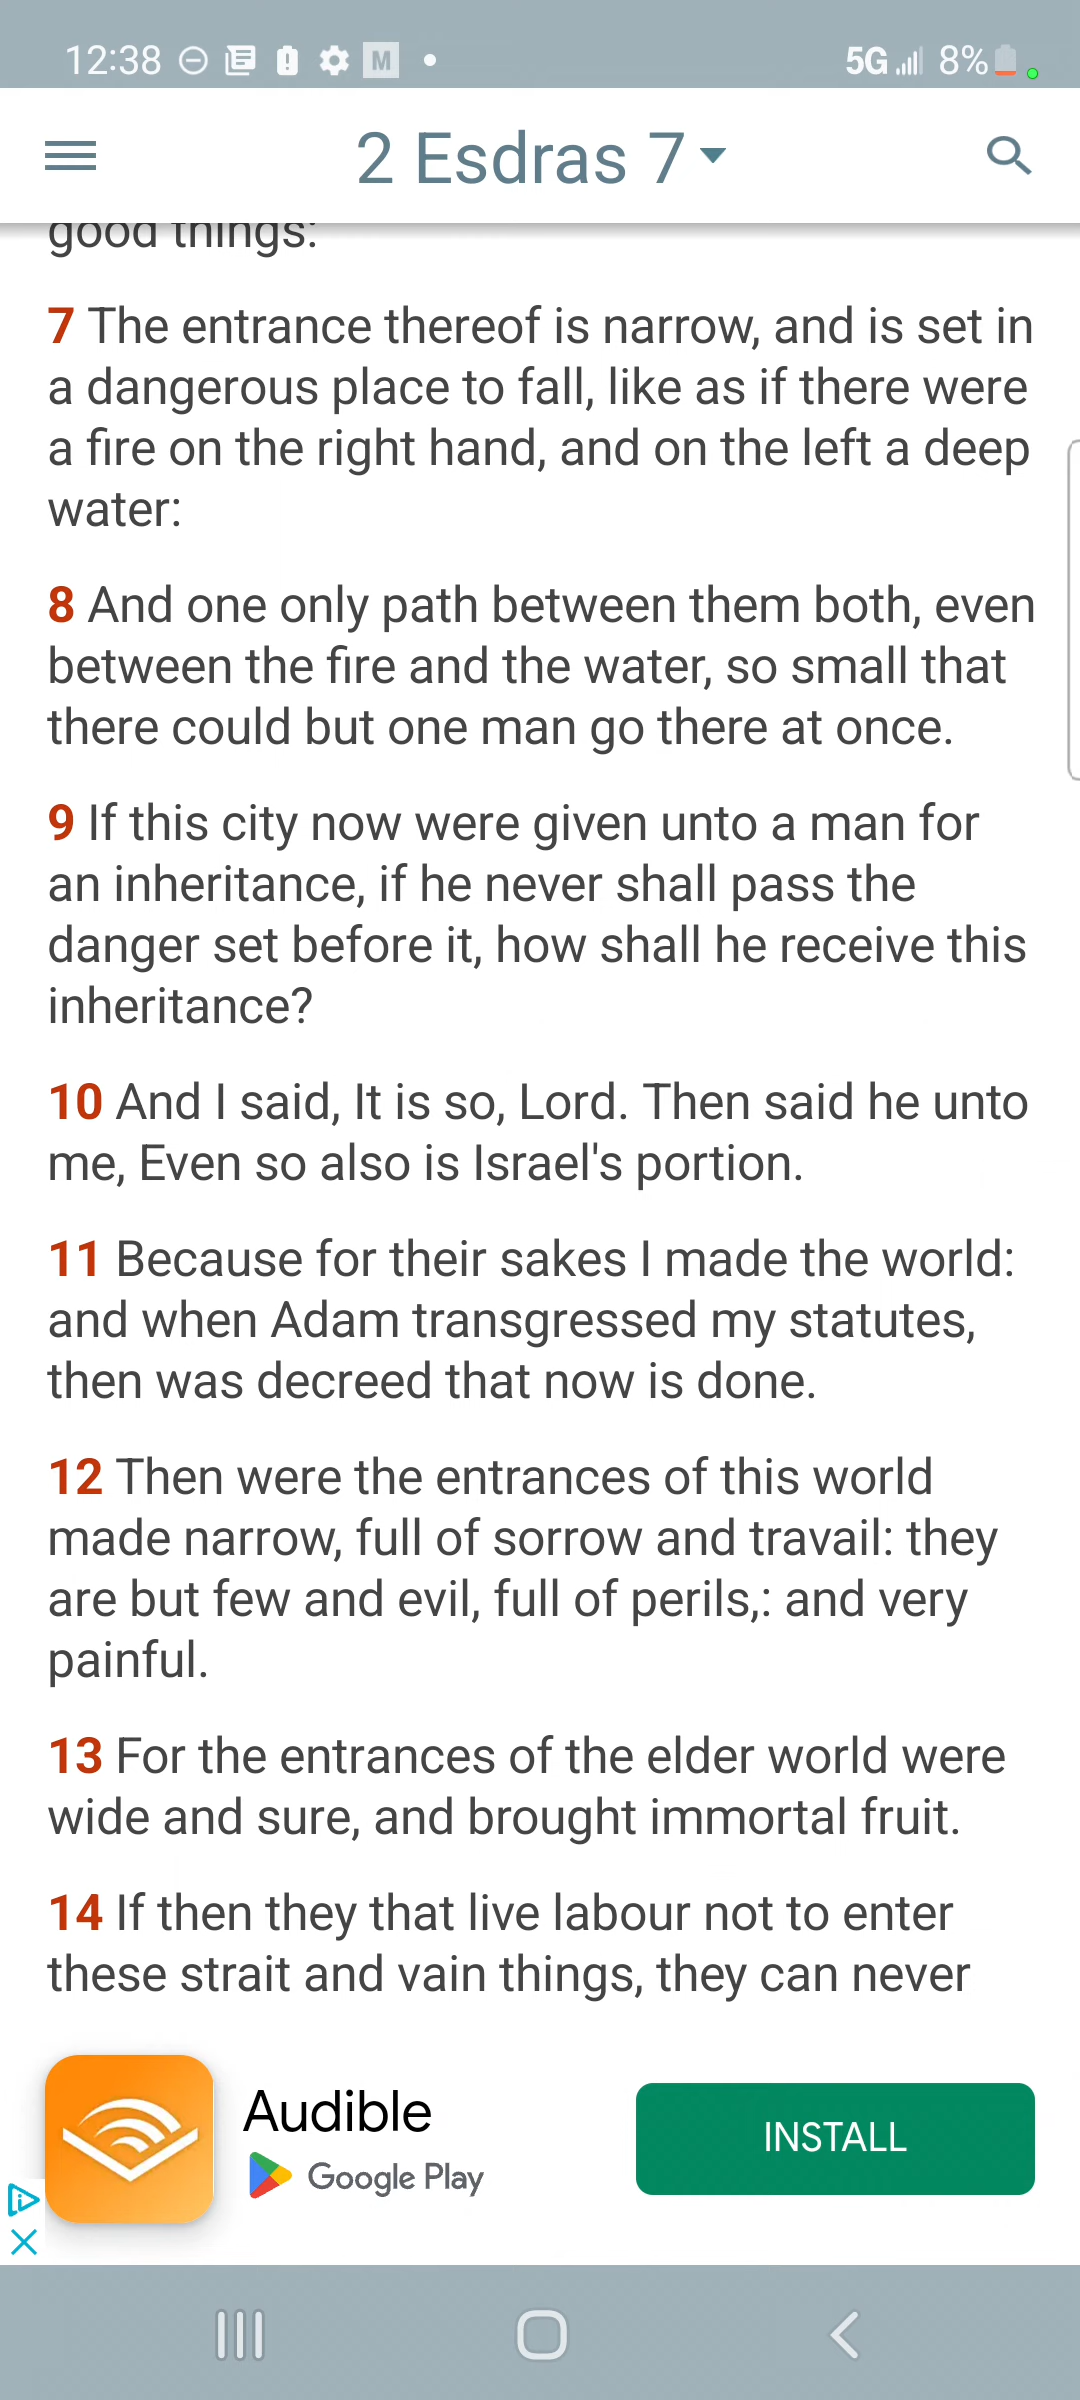 12:38 M 5G 8%
2 Esdras 7
good things:
7 The entrance thereof is narrow, and is set in
a dangerous place to fall, like as if there were
a fire on the right hand, and on the left a deep
water:
8 And one only path between them both, even
between the fire and the water, so small that
there could but one man go there at once.
9 If this city now were given unto a man for
an inheritance, if he never shall pass the
danger set before it, how shall he receive this
inheritance?
10 And I said, It is so, Lord. Then said he unto
me, Even so also is Israel's portion.
11 Because for their sakes I made the world:
and when Adam transgressed my statutes,
then was decreed that now is done.
12 Then were the entrances of this world
made narrow, full of sorrow and travail: they
are but few and evil, full of perils,: and very
painful.
13 For the entrances of the elder world were
wide and sure, and brought immortal fruit.
14 If then they that live labour not to enter
these strait and vain things, they can never
Audible
Google Play
INSTALL